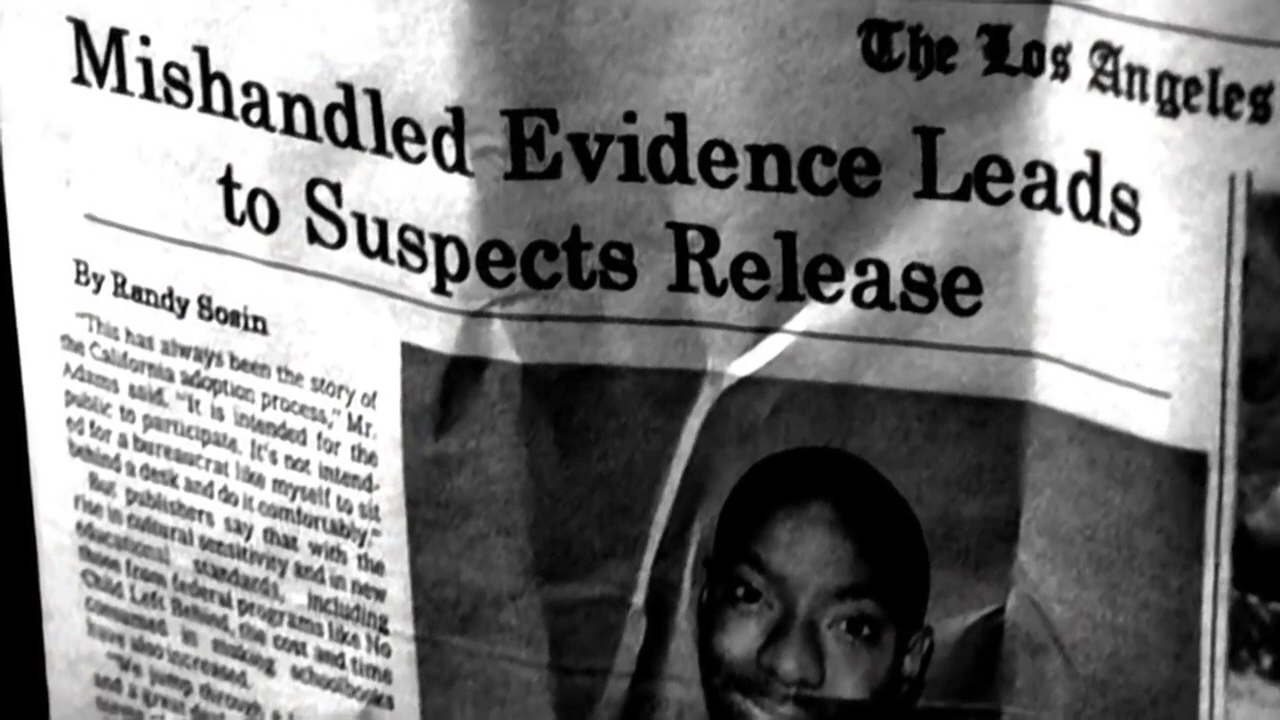 The Los Angeles
Mishandled Evidence Leads
to Suspects Release
By Randy Sosin
"This has always been the story of
the California adoption process," Mr.
Adams said. "It is intended for the
public to participate. It's not intend-
ed for a bureaucrat like myself to sit
behind a desk and do it comfortably."
But publishers say that with the
rise in cultural sensitivity and in new
educational standards, including
those from federal programs like No
Child Left Behind, the cost and time
consumed in making schoolbooks
have also increased.
"We jump through
and a great